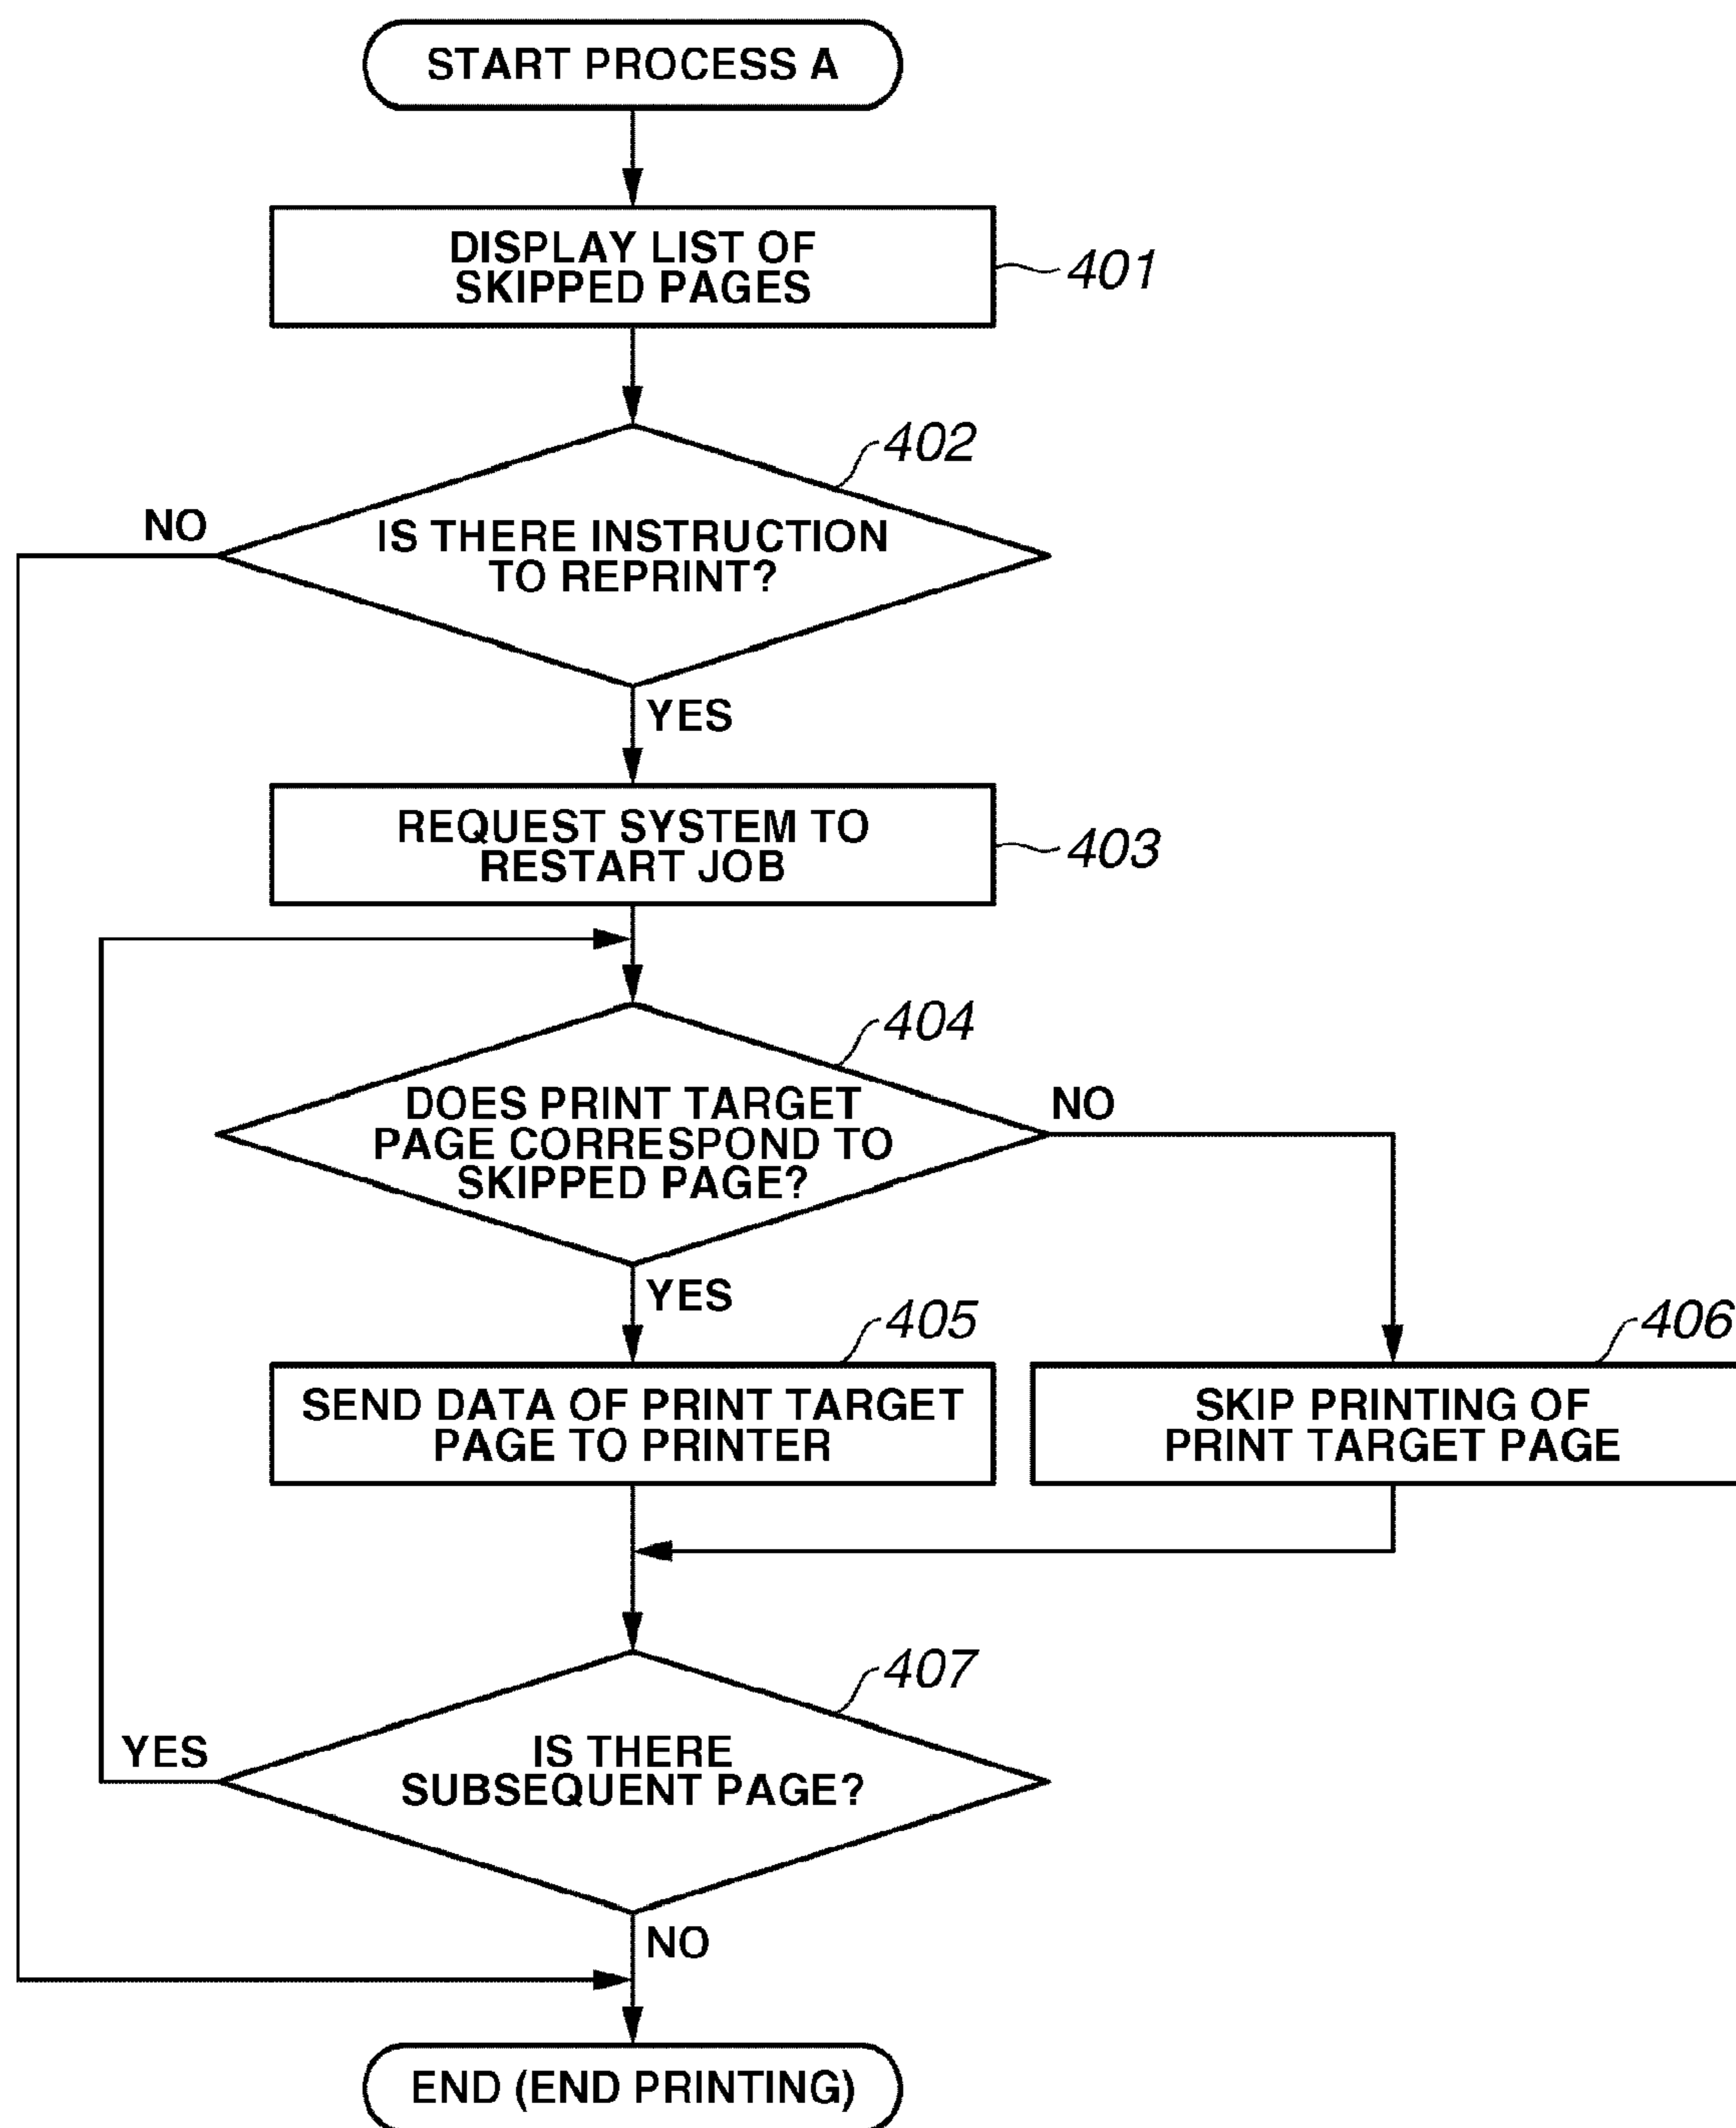 START PROCESS A
DISPLAY LIST OF
SKIPPED PAGES
401
402
NO
IS THERE INSTRUCTION
TO REPRINT?
YES
REQUEST SYSTEM TO
RESTART JOB
403
404
DOES PRINT TARGET
PAGE CORRESPOND TO
SKIPPED PAGE?
NO
YES
405
406
SEND DATA OF PRINT TARGET
PAGE TO PRINTER
SKIP PRINTING OF
PRINT TARGET PAGE
407
YES
IS THERE
SUBSEQUENT PAGE?
NO
END (END PRINTING)